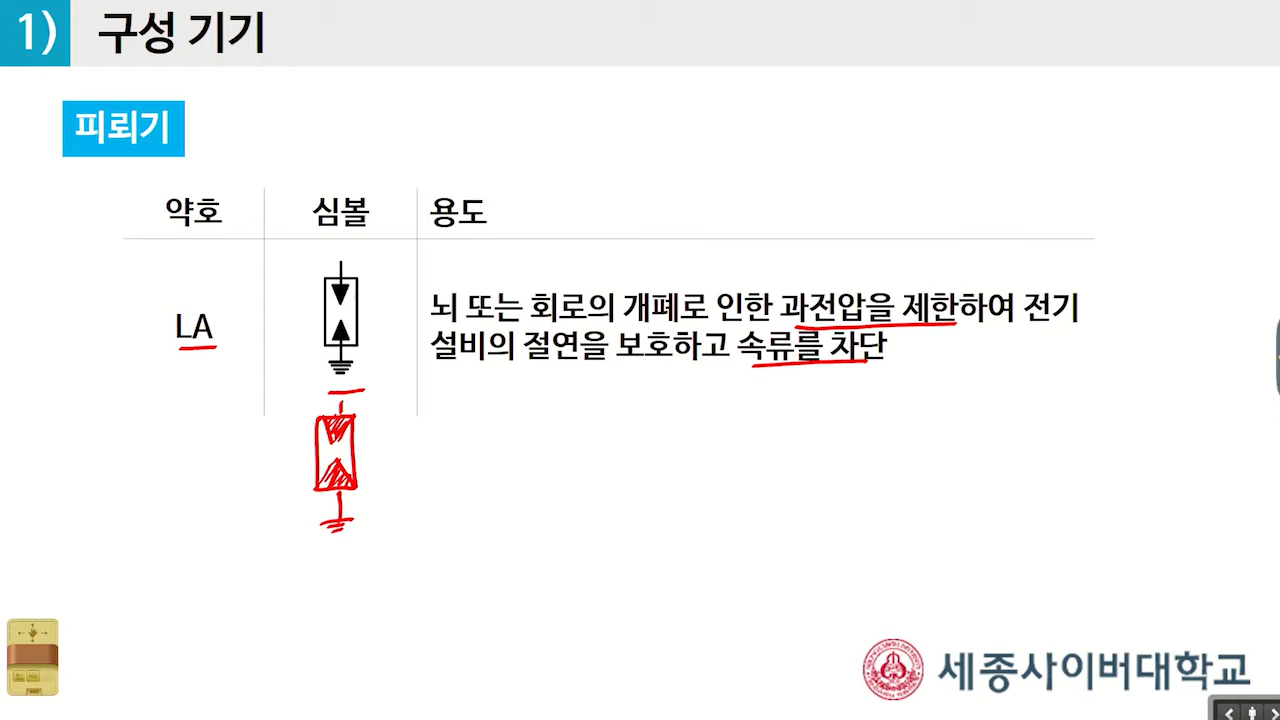 1) 구성 기기
피뢰기
약호 심볼 용도
LA
뇌 또는 회로의 개폐로 인한 과전압을 제한하여 전기
설비의 절연을 보호하고 속류를 차단
세종사이버대학교